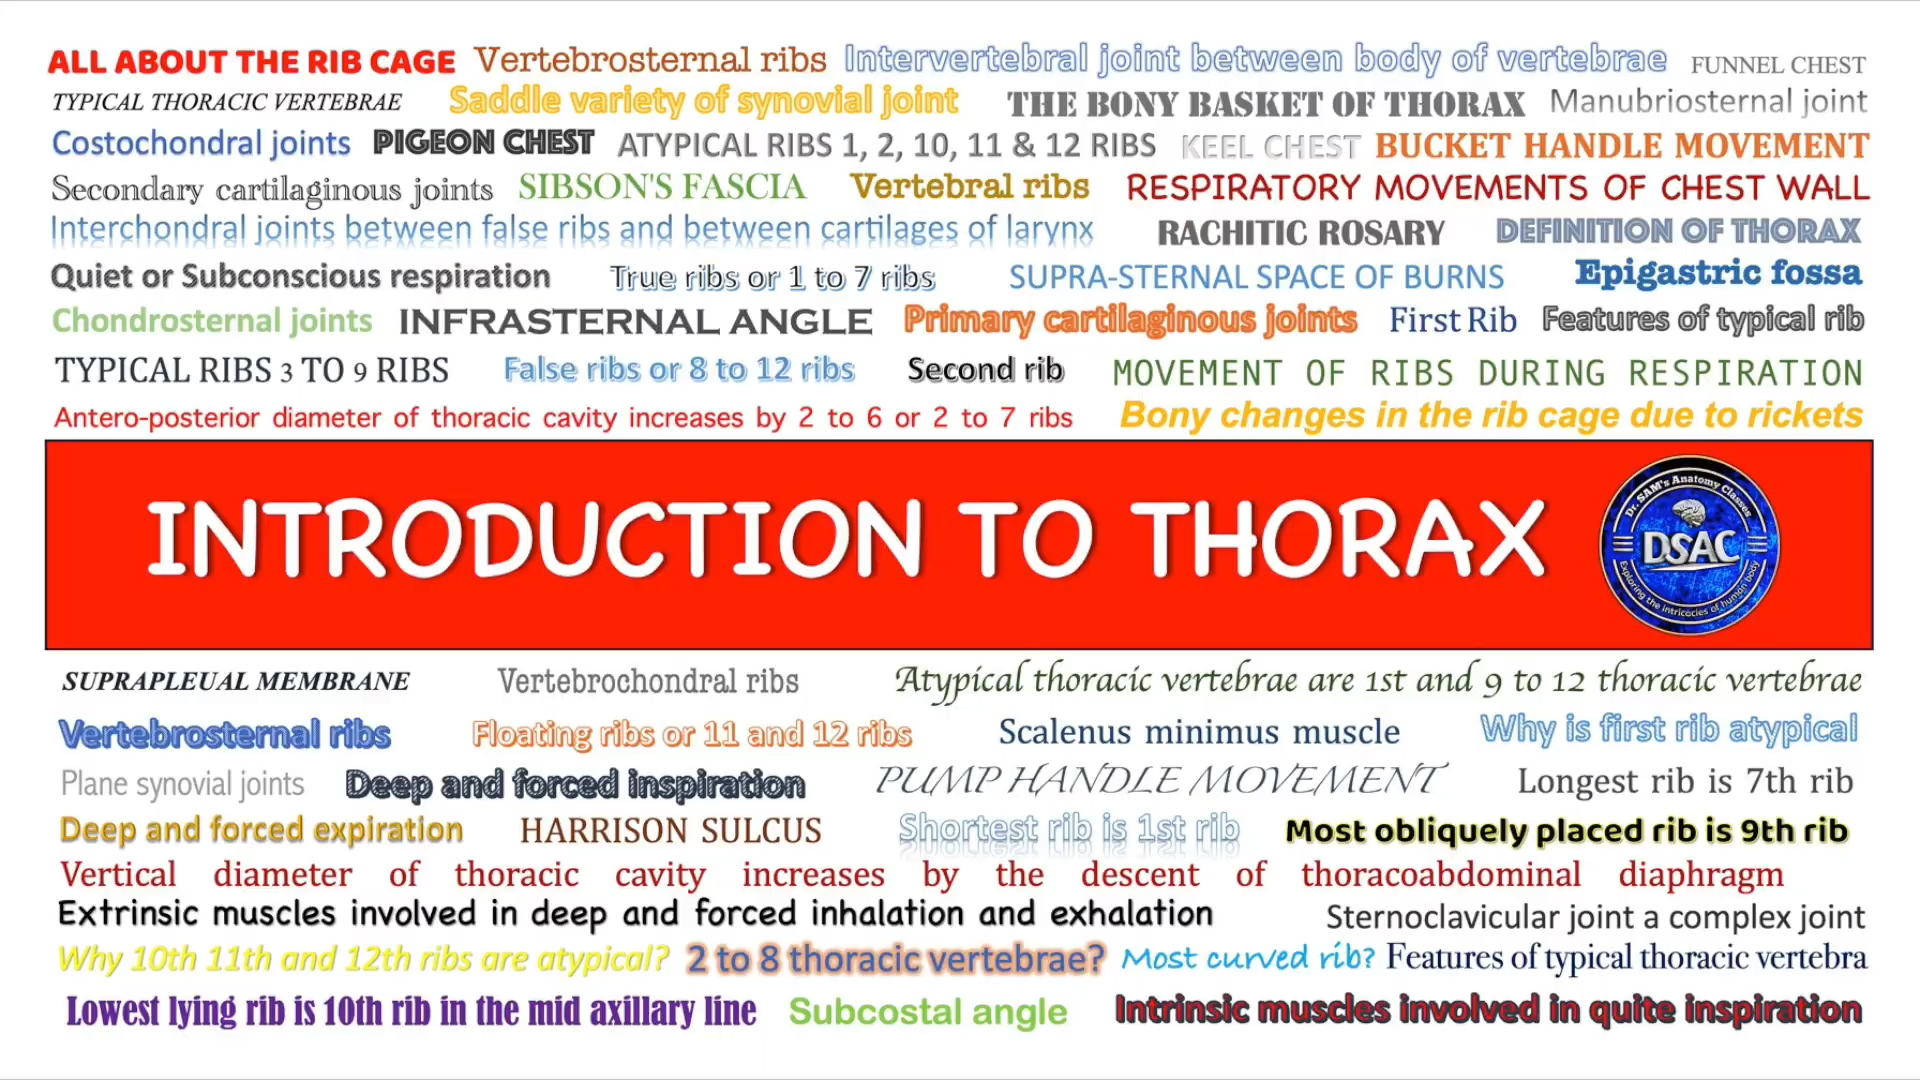 ALL ABOUT THE RIB CAGE Vertebrosternal ribs Intervertebral joint between body of vertebrae FUNNEL CHEST
TYPICAL THORACIC VERTEBRAE Saddle variety of synovial joint THE BONY BASKET OF THORAX Manubriosternal joint
Costochondral joints PIGEON CHEST ATYPICAL RIBS 1, 2, 10, 11 & 12 RIBS KEEL CHEST BUCKET HANDLE MOVEMENT
Secondary cartilaginous joints SIBSON'S FASCIA Vertebral ribs RESPIRATORY MOVEMENTS OF CHEST WALL
Interchondral joints between false ribs and between cartilages of larynx RACHITIC ROSARY DEFINITION OF THORAX
Quiet or Subconscious respiration True ribs or 1 to 7 ribs SUPRA-STERNAL SPACE OF BURNS Epigastric fossa
Chondrosternal joints INFRASTERNAL ANGLE Primary cartilaginous joints First Rib Features of typical rib
TYPICAL RIBS 3 TO 9 RIBS False ribs or 8 to 12 ribs Second rib MOVEMENT OF RIBS DURING RESPIRATION
Antero-posterior diameter of thoracic cavity increases by 2 to 6 or 2 to 7 ribs Bony changes in the rib cage due to rickets
INTRODUCTION TO THORAX
Dr. SAM's Anatomy Classes
DSAC
Exploring the intricacies of human body
SUPRAPLEUAL MEMBRANE Vertebrochondral ribs Atypical thoracic vertebrae are 1st and 9 to 12 thoracic vertebrae
Vertebrosternal ribs Floating ribs or 11 and 12 ribs Scalenus minimus muscle Why is first rib atypical
Plane synovial joints Deep and forced inspiration PUMP HANDLE MOVEMENT Longest rib is 7th rib
Deep and forced expiration HARRISON SULCUS Shortest rib is 1st rib Most obliquely placed rib is 9th rib
Vertical diameter of thoracic cavity increases by the descent of thoracoabdominal diaphragm
Extrinsic muscles involved in deep and forced inhalation and exhalation Sternoclavicular joint a complex joint
Why 10th 11th and 12th ribs are atypical? 2 to 8 thoracic vertebrae? Most curved rib? Features of typical thoracic vertebra
Lowest lying rib is 10th rib in the mid axillary line Subcostal angle Intrinsic muscles involved in quite inspiration